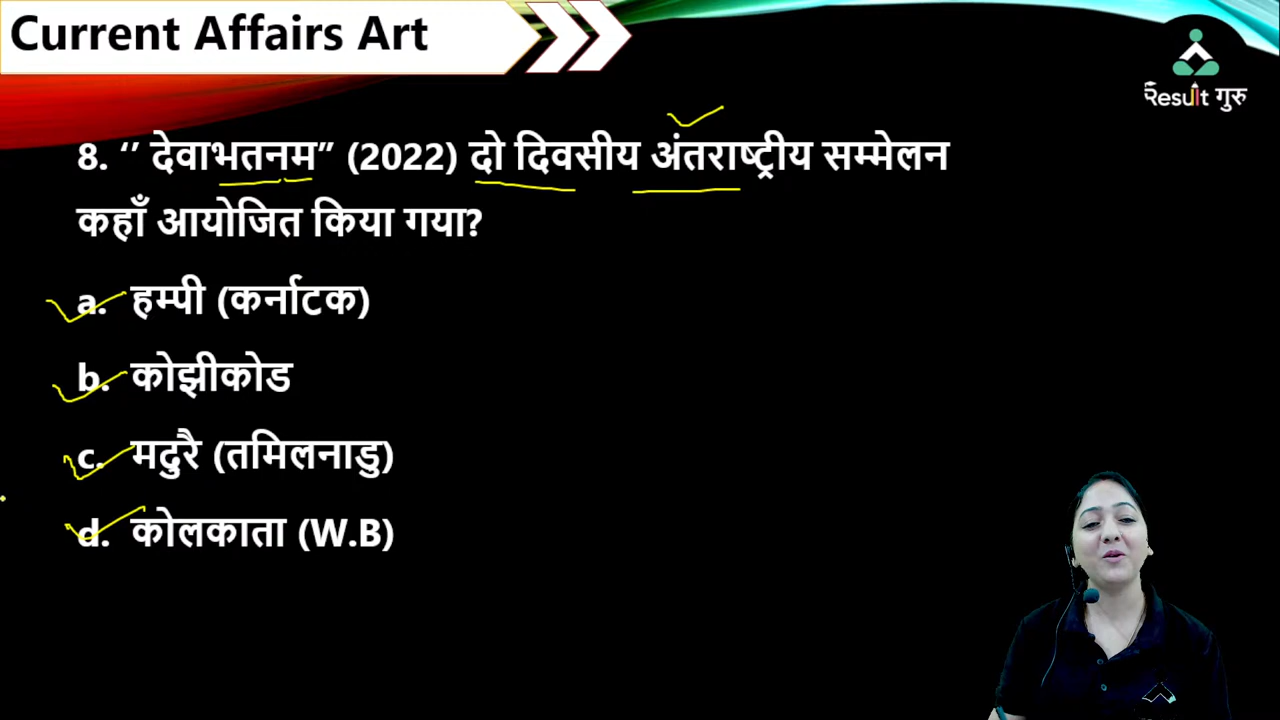 Current Affairs Art
Result गुरु
8. ‘’ देवाभतनम” (2022) दो दिवसीय अंतराष्ट्रीय सम्मेलन
कहाँ आयोजित किया गया?
a. हम्पी (कर्नाटक)
b. कोझीकोड
c. मदुरै (तमिलनाडु)
d. कोलकाता (W.B)